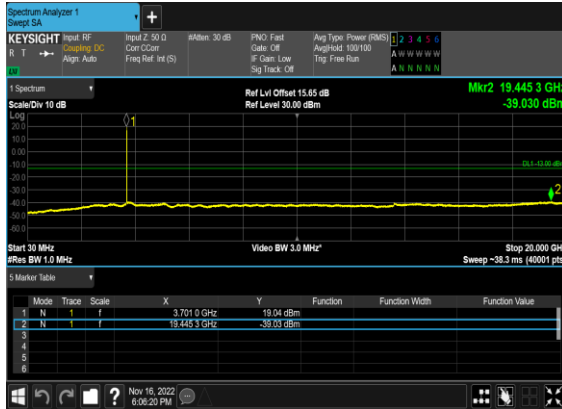 Spectrum Analyzer 1
Swept SA
+
KEYSIGHT Input: RF Input Z: 50 Ω #Atten: 30 dB PNO: Fast Avg Type: Power (RMS) 1 2 3 4 5 6
R T Coupling: DC Corr CCorr Gate: Off Avg|Hold: 100/100 A W W W W W
Align: Auto Freq Ref: Int (S) IF Gain: Low Trig: Free Run
Sig Track: Off A N N N N N
LV
1 Spectrum Ref Lvl Offset 15.65 dB Mkr2 19.445 3 GHz
Scale/Div 10 dB Ref Level 30.00 dBm -39.030 dBm
Log
1
20.0
10.0
0.00
-10.0 DL1 -13.00 dBm
-20.0
-30.0 2
-40.0
-50.0
-60.0
Start 30 MHz Video BW 3.0 MHz* Stop 20.000 GHz
#Res BW 1.0 MHz Sweep ~38.3 ms (40001 pts)
5 Marker Table
Mode Trace Scale X Y Function Function Width Function Value
1 N 1 f 3.701 0 GHz 19.04 dBm
2 N 1 f 19.445 3 GHz -39.03 dBm
3
4
5
6
? Nov 16, 2022
6:06:20 PM